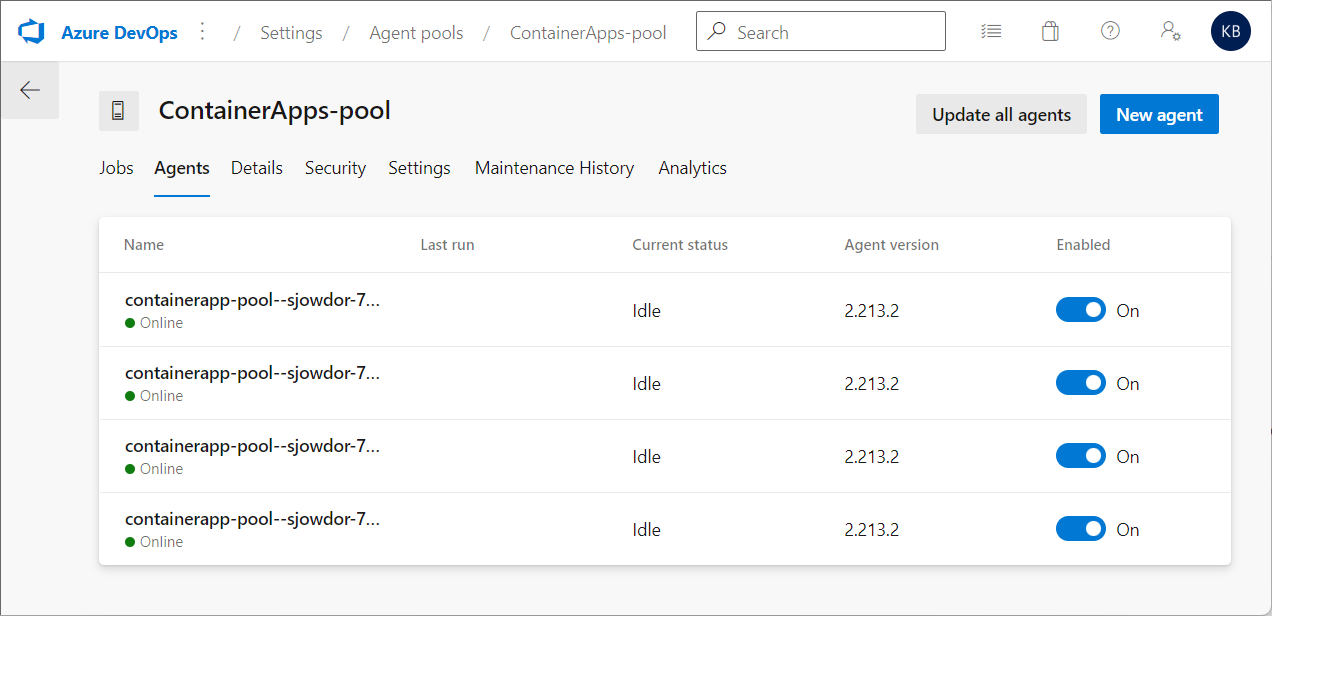 Azure DevOps / Settings / Agent pools / ContainerApps-pool Search KB
ContainerApps-pool
Update all agents New agent
Jobs Agents Details Security Settings Maintenance History Analytics
Name Last run Current status Agent version Enabled
containerapp-pool--sjowdor-7...
Idle 2.213.2 On
Online
containerapp-pool--sjowdor-7...
Idle 2.213.2 On
Online
containerapp-pool--sjowdor-7...
Idle 2.213.2 On
Online
containerapp-pool--sjowdor-7...
Idle 2.213.2 On
Online